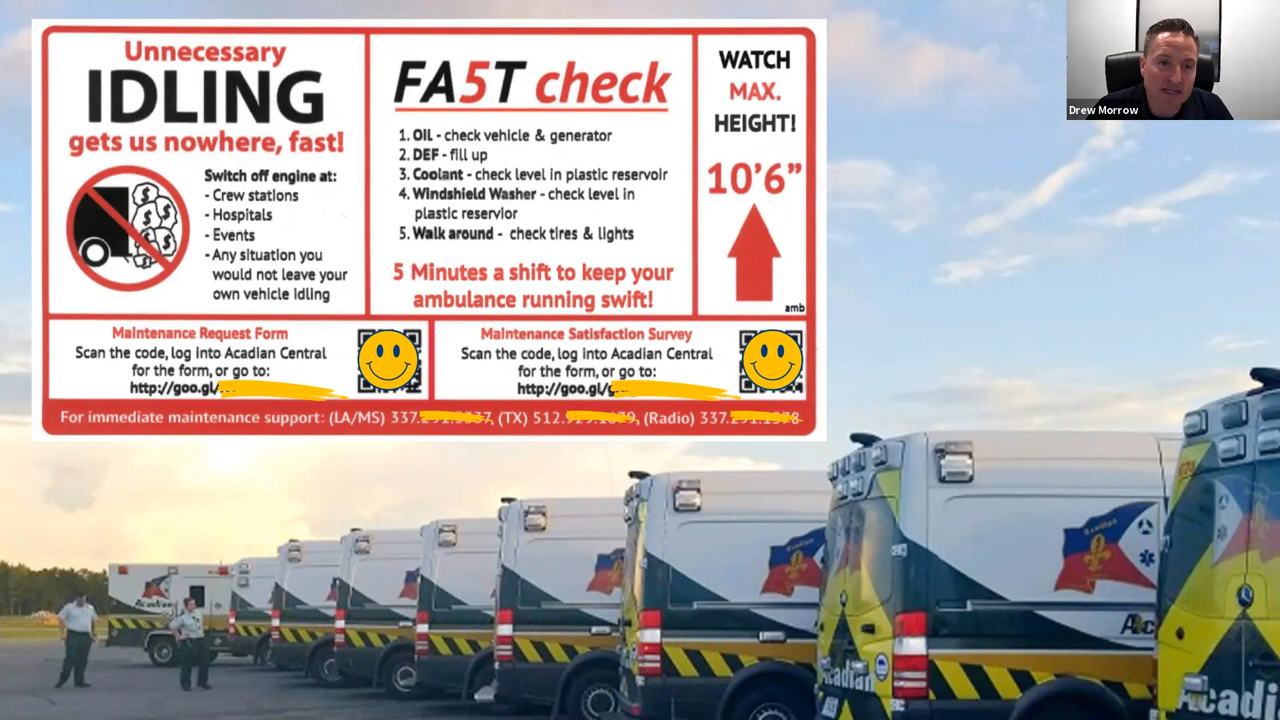 Unnecessary
IDLING
gets us nowhere, fast!
Switch off engine at:
- Crew stations
- Hospitals
- Events
- Any situation you
would not leave your
own vehicle idling
FA5T check
1. OIL - check vehicle & generator
2. DEF - fill up
3. Coolant - check level in plastic reservoir
4. Windshield Washer - check level in
plastic reservior
5. Walk around - check tires & lights
5 Minutes a shift to keep your
ambulance running swift!
WATCH
MAX.
HEIGHT!
10'6”
amb
Maintenance Request Form
Scan the code, log into Acadian Central
for the form, or go to:
http://goo.gl/
Maintenance Satisfaction Survey
Scan the code, log into Acadian Central
for the form, or go to:
http://goo.gl/
For immediate maintenance support: (LA/MS) 337. (TX) 512. (Radio) 337.
Drew Morrow
Acadian
Acadian